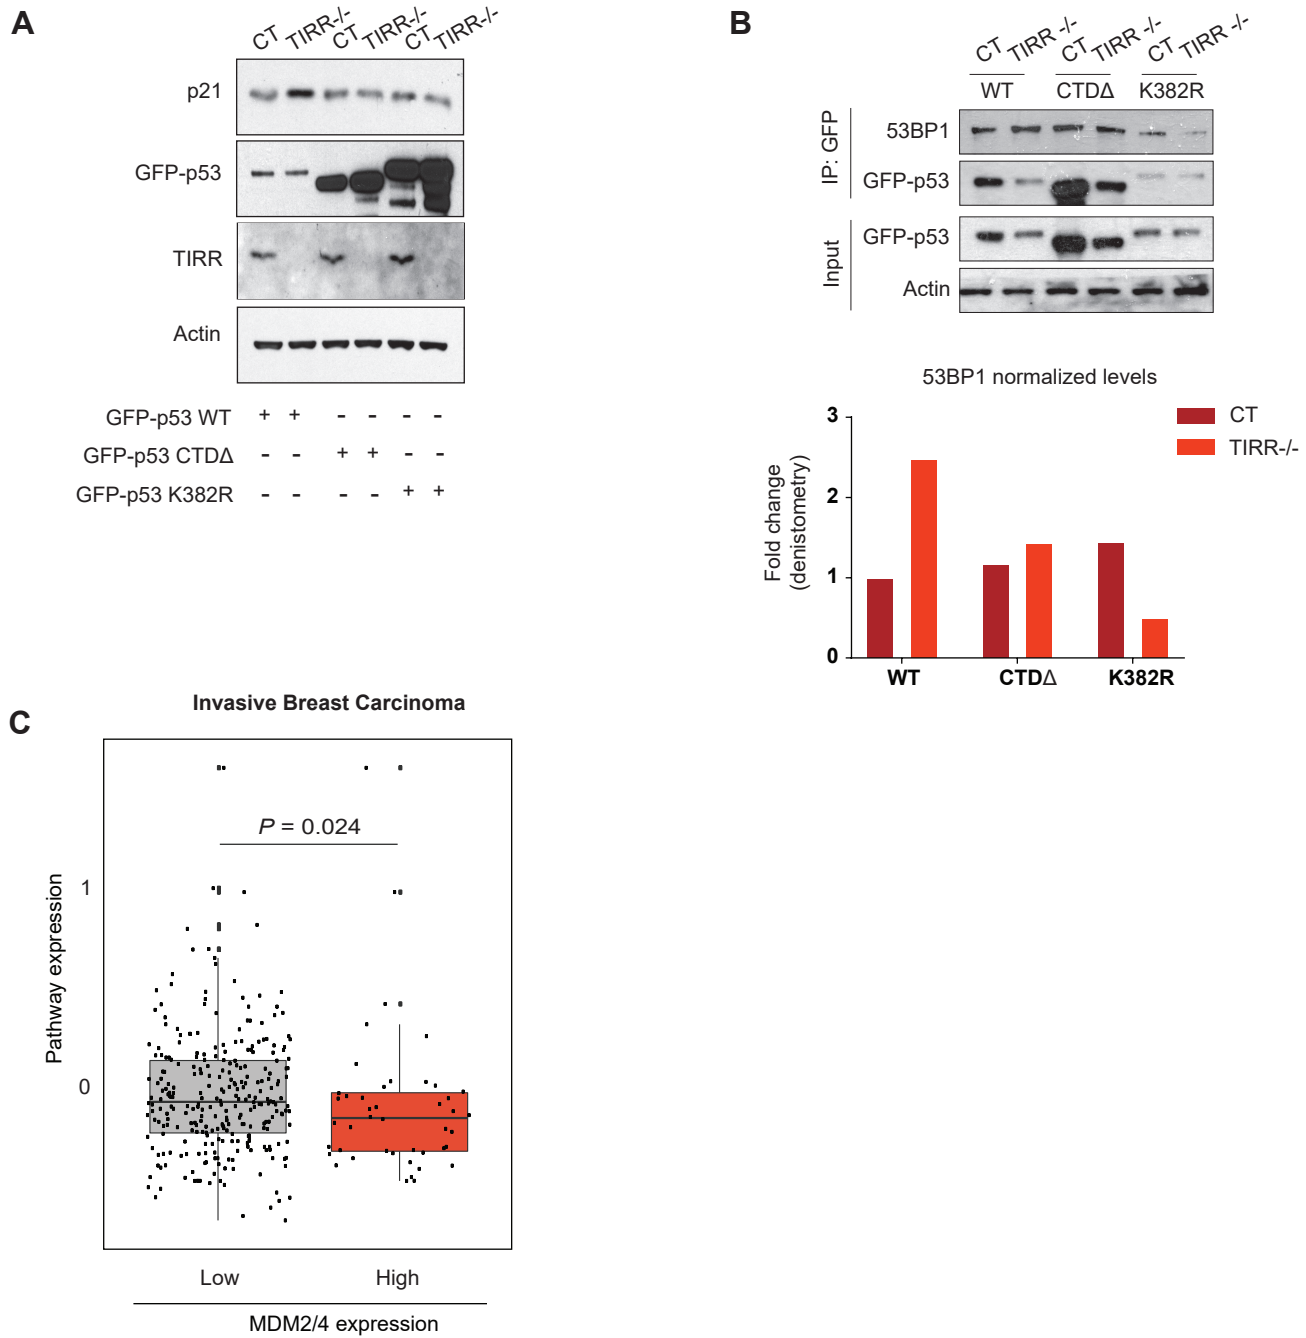 A
CT TIRR-/- CT TIRR-/- CT TIRR-/-
p21
GFP-p53
TIRR
Actin
GFP-p53 WT + + - - - -
GFP-p53 CTDΔ - - + + - -
GFP-p53 K382R - - - - + +
B
CT TIRR -/- CT TIRR -/- CT TIRR -/-
WT CTDΔ K382R
IP: GFP
53BP1
GFP-p53
Input
GFP-p53
Actin
53BP1 normalized levels
Fold change
(denistometry)
3
2
1
0
WT CTDΔ K382R
CT
TIRR-/-
C
Invasive Breast Carcinoma
P = 0.024
Pathway expression
1
0
Low High
MDM2/4 expression